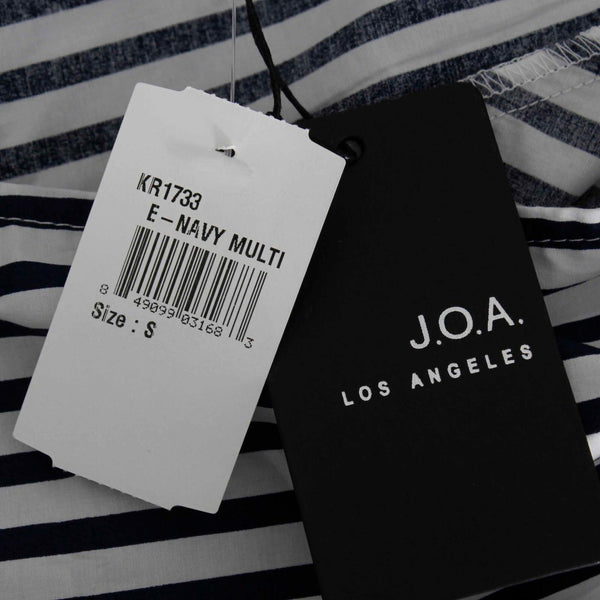 KR1733
E-NAVY MULTI
8 49099 03168 3
Size : S
J.O.A.
LOS ANGELES